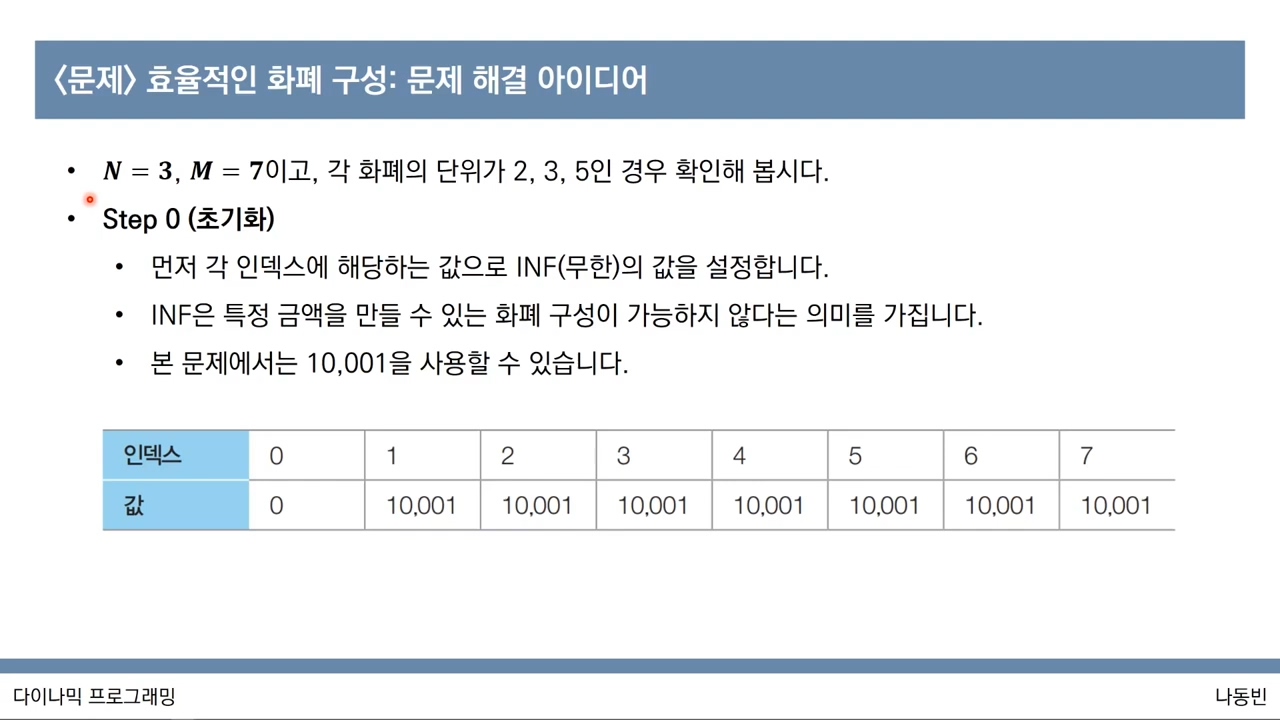 <문제> 효율적인 화폐 구성: 문제 해결 아이디어
• N = 3, M = 7이고, 각 화폐의 단위가 2, 3, 5인 경우 확인해 봅시다.
• Step 0 (초기화)
• 먼저 각 인덱스에 해당하는 값으로 INF(무한)의 값을 설정합니다.
• INF은 특정 금액을 만들 수 있는 화폐 구성이 가능하지 않다는 의미를 가집니다.
• 본 문제에서는 10,001을 사용할 수 있습니다.
인덱스 0 1 2 3 4 5 6 7
값 0 10,001 10,001 10,001 10,001 10,001 10,001 10,001
다이나믹 프로그래밍 나동빈